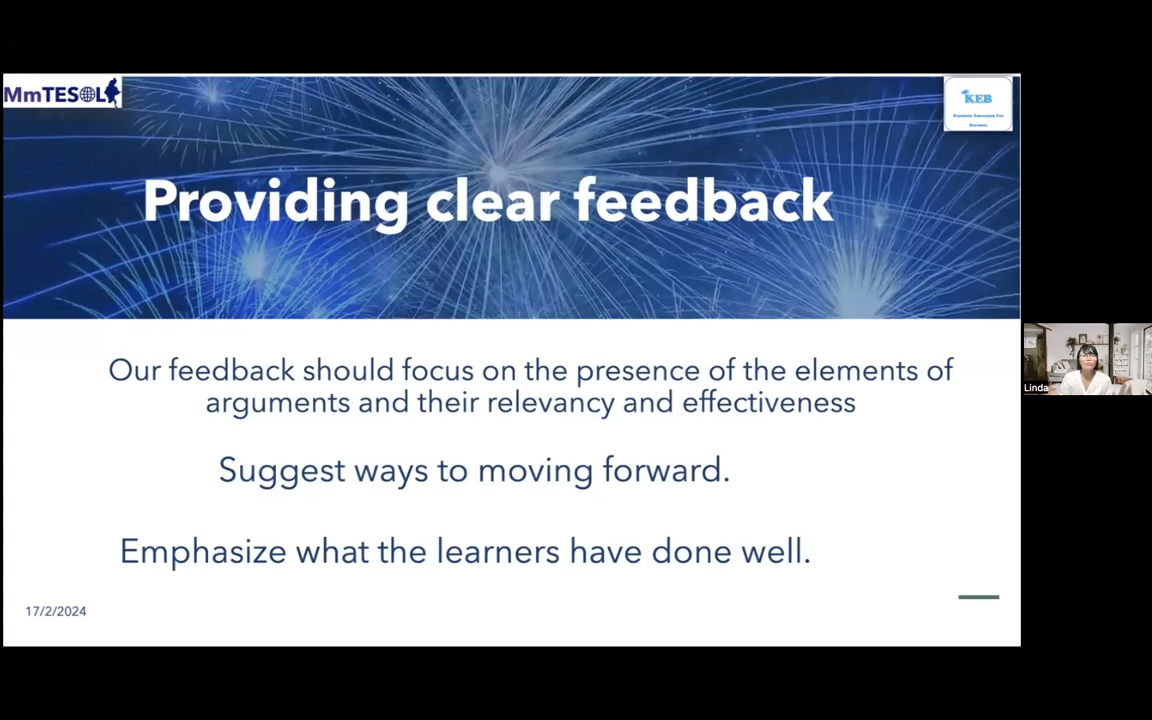 MmTESOL
KEB
Providing clear feedback
Our feedback should focus on the presence of the elements of
arguments and their relevancy and effectiveness
Suggest ways to moving forward.
Emphasize what the learners have done well.
17/2/2024
Linda